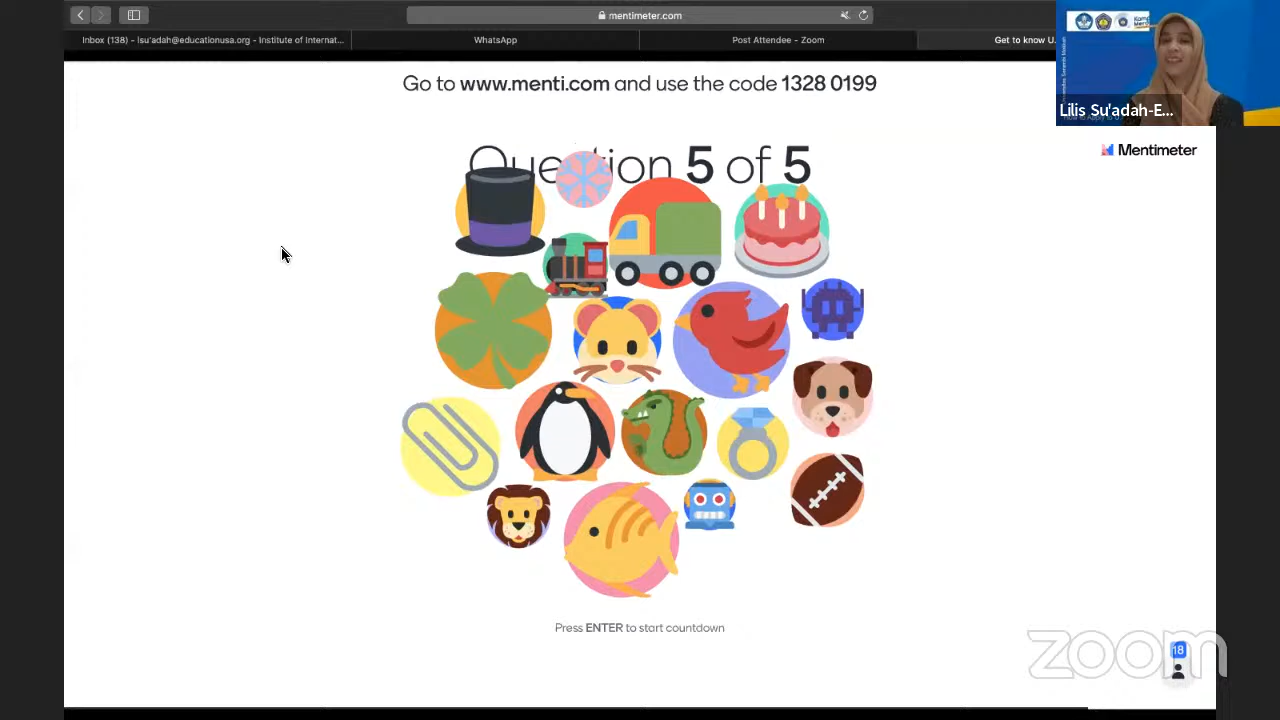 mentimeter.com
Inbox (138) - lsu'adah@educationusa.org - Institute of Internat...
WhatsApp
Post Attendee - Zoom
Get to know U.
Lilis Su'adah-E...
Go to www.menti.com and use the code 1328 0199
Mentimeter
Question 5 of 5
Press ENTER to start countdown
zoom
18